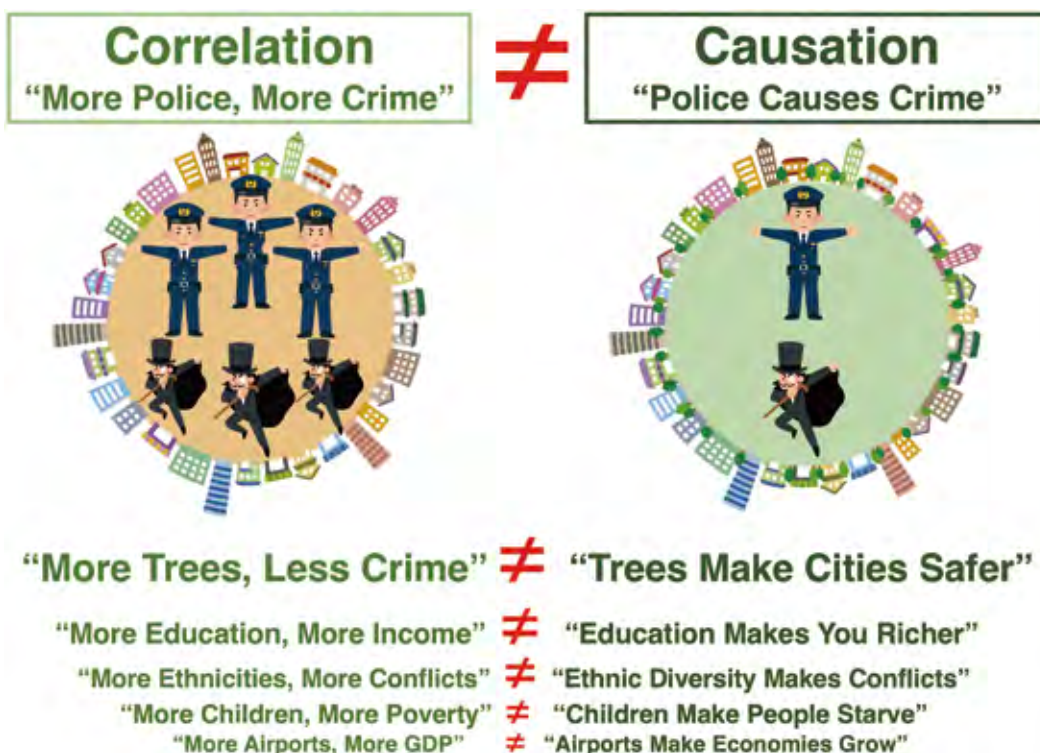 Correlation ≠ Causation
“More Police, More Crime” “Police Causes Crime”
“More Trees, Less Crime” ≠ “Trees Make Cities Safer”
“More Education, More Income” ≠ “Education Makes You Richer”
“More Ethnicities, More Conflicts” ≠ “Ethnic Diversity Makes Conflicts”
“More Children, More Poverty” ≠ “Children Make People Starve”
“More Airports, More GDP” ≠ “Airports Make Economies Grow”